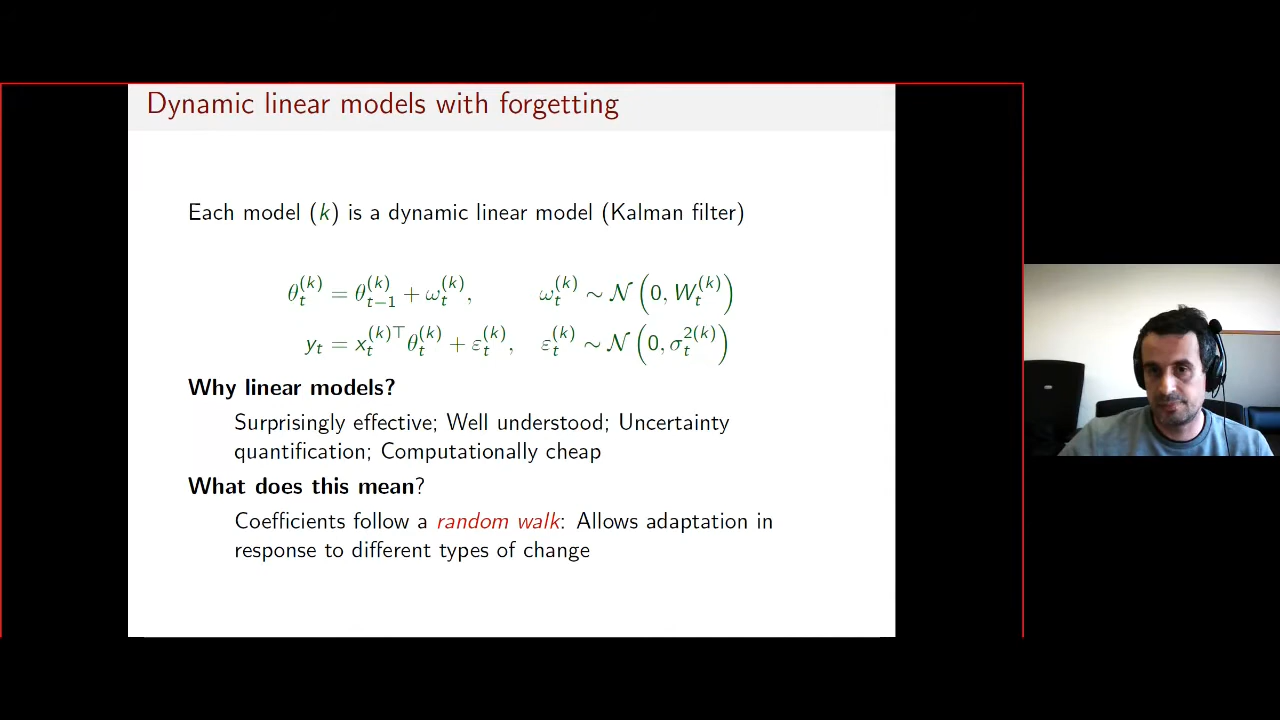 Dynamic linear models with forgetting
Each model (k) is a dynamic linear model (Kalman filter)
θ_t^{(k)} = θ_{t−1}^{(k)} + ω_t^{(k)}, ω_t^{(k)} ∼ 𝒩(0, W_t^{(k)})
y_t = x_t^{(k)⊤} θ_t^{(k)} + ε_t^{(k)}, ε_t^{(k)} ∼ 𝒩(0, σ_t^{2(k)})
Why linear models?
Surprisingly effective; Well understood; Uncertainty
quantification; Computationally cheap
What does this mean?
Coefficients follow a random walk: Allows adaptation in
response to different types of change